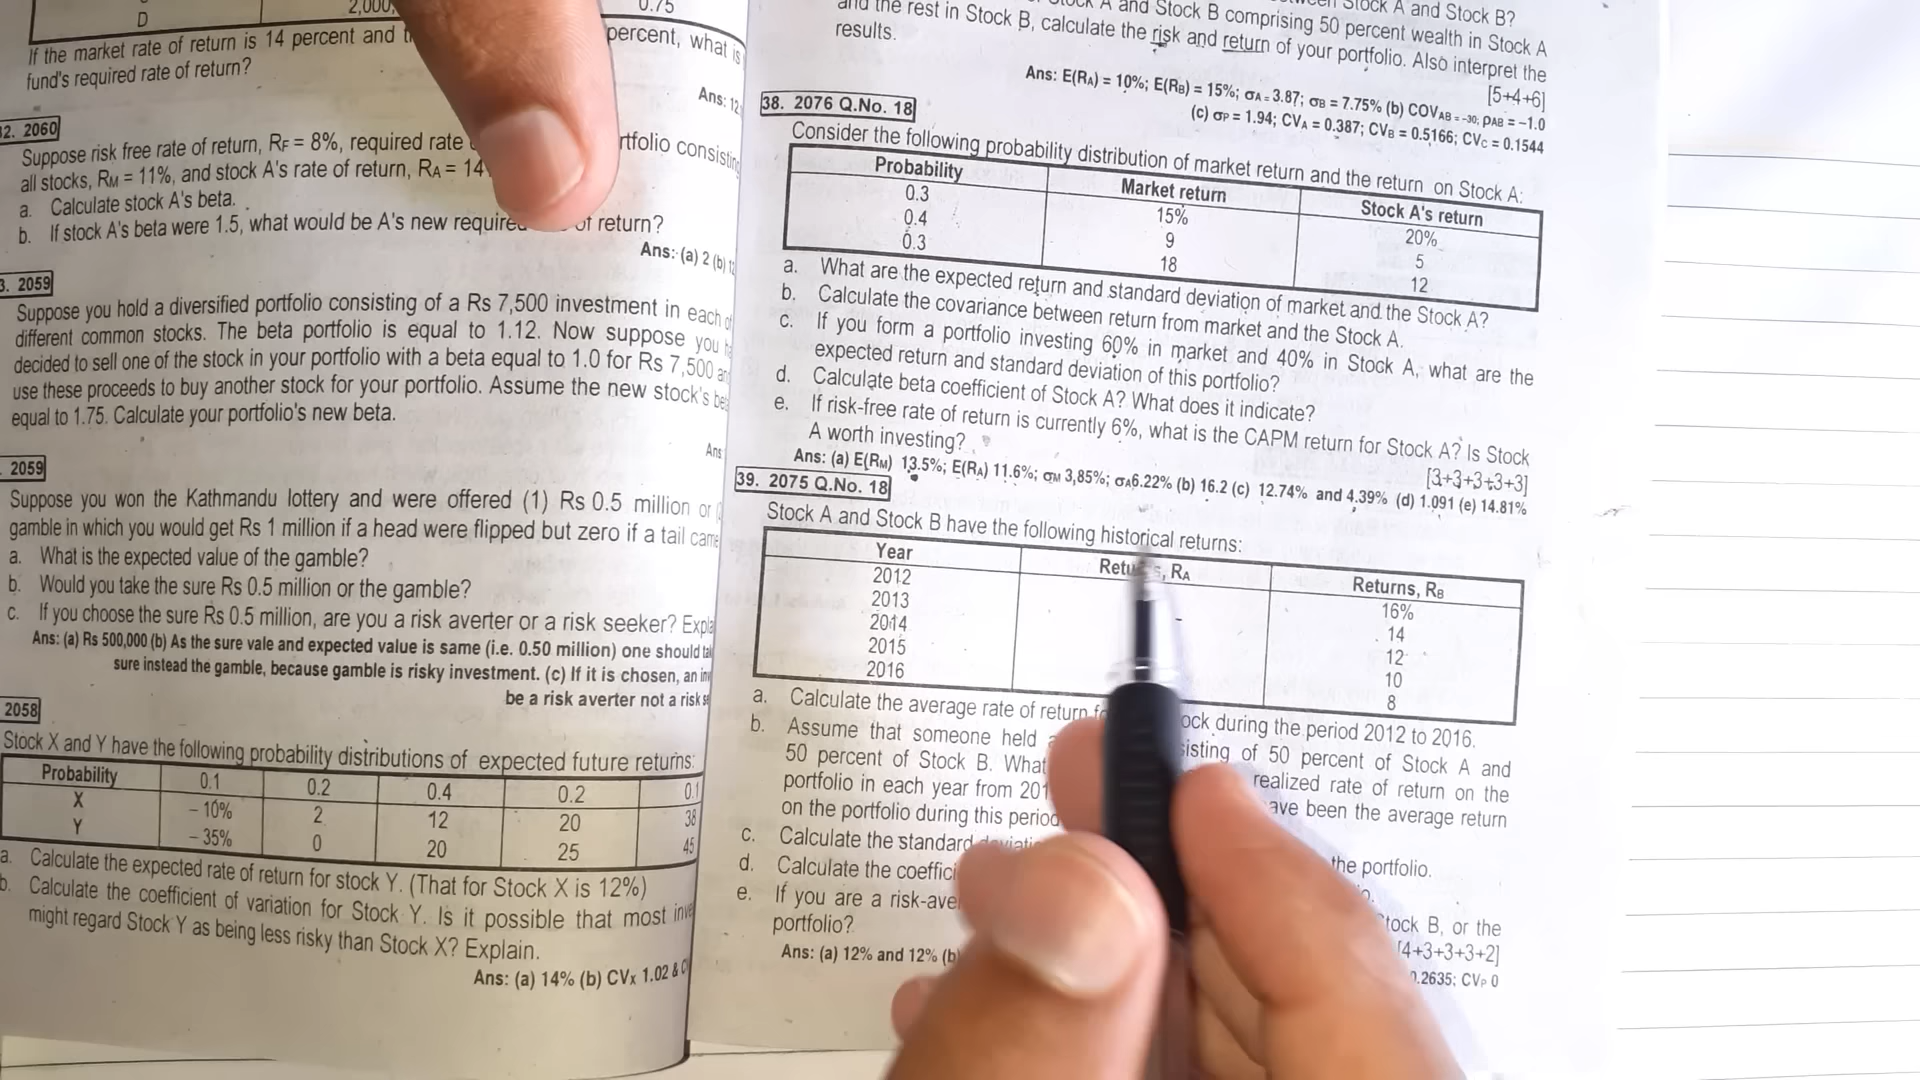 D
2,000,
0.75
If the market rate of return is 14 percent and
percent, what is
fund's required rate of return?
Ans: 12
2. 2060
Suppose risk free rate of return, RF = 8%, required rate
rtfolio consisting
all stocks, RM = 11%, and stock A's rate of return, RA = 14
a. Calculate stock A's beta.
b. If stock A's beta were 1.5, what would be A's new required of return?
Ans: (a) 2 (b)
3. 2059
Suppose you hold a diversified portfolio consisting of a Rs 7,500 investment in each of
different common stocks. The beta portfolio is equal to 1.12. Now suppose you
decided to sell one of the stock in your portfolio with a beta equal to 1.0 for Rs 7,500
use these proceeds to buy another stock for your portfolio. Assume the new stock's
equal to 1.75. Calculate your portfolio's new beta.
Ans
2059
Suppose you won the Kathmandu lottery and were offered (1) Rs 0.5 million or
gamble in which you would get Rs 1 million if a head were flipped but zero if a tail came
a. What is the expected value of the gamble?
b. Would you take the sure Rs 0.5 million or the gamble?
c. If you choose the sure Rs 0.5 million, are you a risk averter or a risk seeker?
Ans: (a) Rs 500,000 (b) As the sure vale and expected value is same (i.e. 0.50 million) one should
sure instead the gamble, because gamble is risky investment. (c) If it is chosen, an
be a risk averter not a risk
2058
Stock X and Y have the following probability distributions of expected future returns:
Probability 0.1 0.2 0.4 0.2 0.1
X – 10% 2 12 20 38
Y – 35% 0 20 25 45
a. Calculate the expected rate of return for stock Y. (That for Stock X is 12%)
b. Calculate the coefficient of variation for Stock Y. Is it possible that most
might regard Stock Y as being less risky than Stock X? Explain.
Ans: (a) 14% (b) CVX 1.02 &
Stock A and Stock B?
Stock A and Stock B comprising 50 percent wealth in Stock A
and the rest in Stock B, calculate the risk and return of your portfolio. Also interpret the
results.
[5+4+6]
Ans: E(RA) = 10%; E(RB) = 15%; σA = 3.87; σB = 7.75% (b) COVAB = -30; ρAB = –1.0
(c) σP = 1.94; CVA = 0.387; CVB = 0.5166; CVC = 0.1544
38. 2076 Q.No. 18
Consider the following probability distribution of market return and the return on Stock A:
Probability Market return Stock A's return
0.3 15% 20%
0.4 9 5
0.3 18 12
a. What are the expected return and standard deviation of market and the Stock A?
b. Calculate the covariance between return from market and the Stock A.
c. If you form a portfolio investing 60% in market and 40% in Stock A, what are the
expected return and standard deviation of this portfolio?
d. Calculate beta coefficient of Stock A? What does it indicate?
e. If risk-free rate of return is currently 6%, what is the CAPM return for Stock A? Is Stock
A worth investing?
[3+3+3+3+3]
Ans: (a) E(RM) 13.5%; E(RA) 11.6%; σM 3,85%; σA6.22% (b) 16.2 (c) 12.74% and 4.39% (d) 1.091 (e) 14.81%
39. 2075 Q.No. 18
Stock A and Stock B have the following historical returns:
Year RA Returns, RB
2012 16%
2013 14
2014 12
2015 10
2016 8
a. Calculate the average rate of return ock during the period 2012 to 2016.
b. Assume that someone held isting of 50 percent of Stock A and
50 percent of Stock B. What realized rate of return on the
portfolio in each year from 201 ave been the average return
on the portfolio during this period
c. Calculate the standard the portfolio.
d. Calculate the coeffici
e. If you are a risk-ave tock B, or the
portfolio?
[4+3+3+3+2]
Ans: (a) 12% and 12% (b) 0.2635; CVP 0